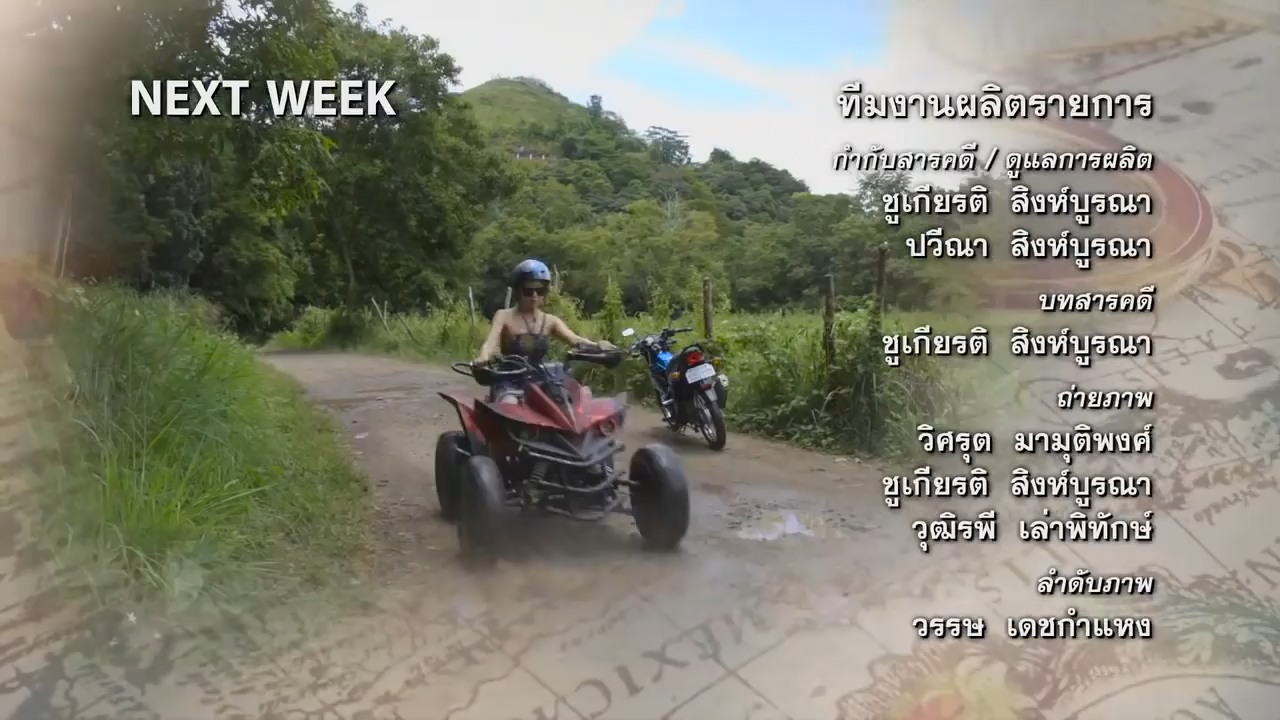 NEXT WEEK
ทีมงานผลิตรายการ
กำกับสารคดี / ดูแลการผลิต
ชูเกียรติ สิงห์บูรณา
ปวีณา สิงห์บูรณา
บทสารคดี
ชูเกียรติ สิงห์บูรณา
ถ่ายภาพ
วิศรุต มามุติพงศ์
ชูเกียรติ สิงห์บูรณา
วุฒิรพี เล่าพิทักษ์
ลำดับภาพ
วรรษ เดชกำแหง
MEXICO